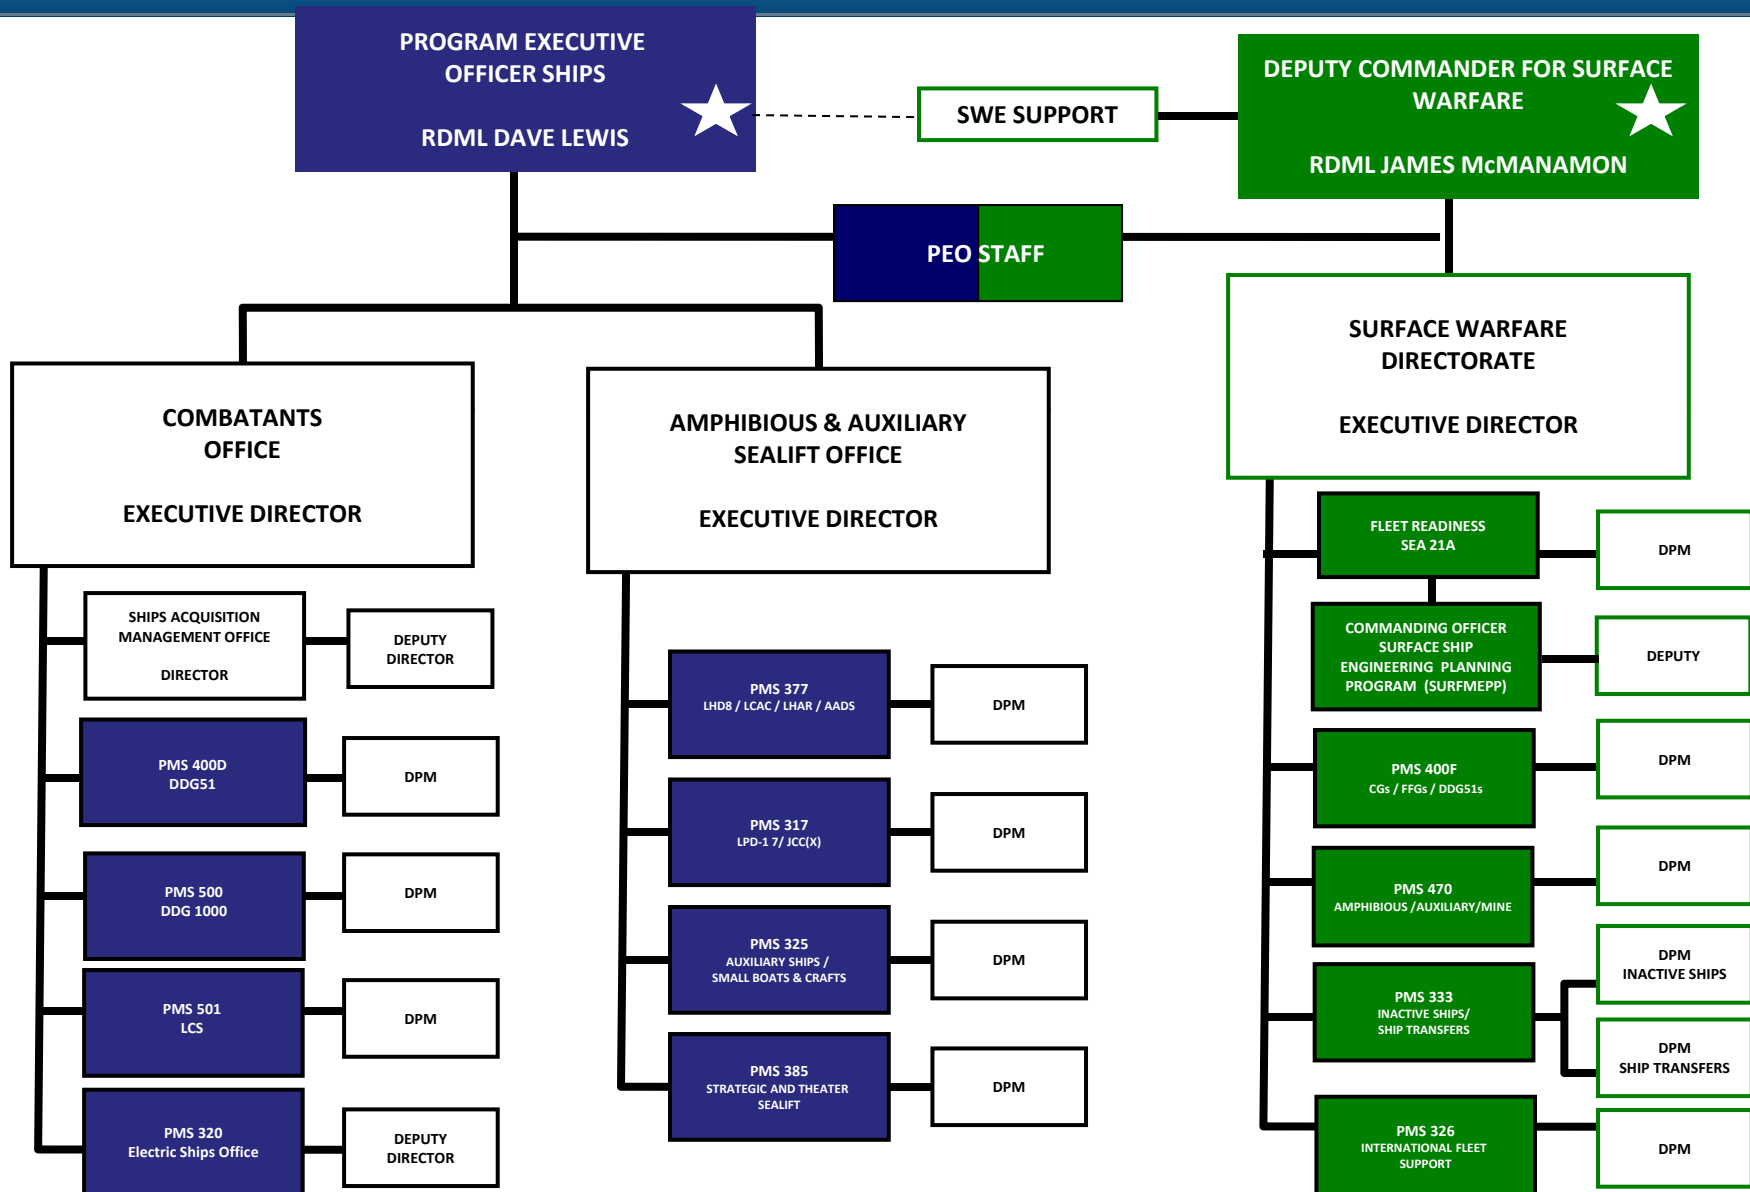 PROGRAM EXECUTIVE
OFFICER SHIPS
RDML DAVE LEWIS
SWE SUPPORT
DEPUTY COMMANDER FOR SURFACE
WARFARE
RDML JAMES McMANAMON
PEO STAFF
COMBATANTS
OFFICE
EXECUTIVE DIRECTOR
SHIPS ACQUISITION
MANAGEMENT OFFICE
DIRECTOR
DEPUTY
DIRECTOR
PMS 400D
DDG51
DPM
PMS 500
DDG 1000
DPM
PMS 501
LCS
DPM
PMS 320
Electric Ships Office
DEPUTY
DIRECTOR
AMPHIBIOUS & AUXILIARY
SEALIFT OFFICE
EXECUTIVE DIRECTOR
PMS 377
LHD8 / LCAC / LHAR / AADS
DPM
PMS 317
LPD-1 7/ JCC(X)
DPM
PMS 325
AUXILIARY SHIPS /
SMALL BOATS & CRAFTS
DPM
PMS 385
STRATEGIC AND THEATER
SEALIFT
DPM
SURFACE WARFARE
DIRECTORATE
EXECUTIVE DIRECTOR
FLEET READINESS
SEA 21A
DPM
COMMANDING OFFICER
SURFACE SHIP
ENGINEERING PLANNING
PROGRAM (SURFMEPP)
DEPUTY
PMS 400F
CGs / FFGs / DDG51s
DPM
PMS 470
AMPHIBIOUS /AUXILIARY/MINE
DPM
PMS 333
INACTIVE SHIPS/
SHIP TRANSFERS
DPM
INACTIVE SHIPS
DPM
SHIP TRANSFERS
PMS 326
INTERNATIONAL FLEET
SUPPORT
DPM